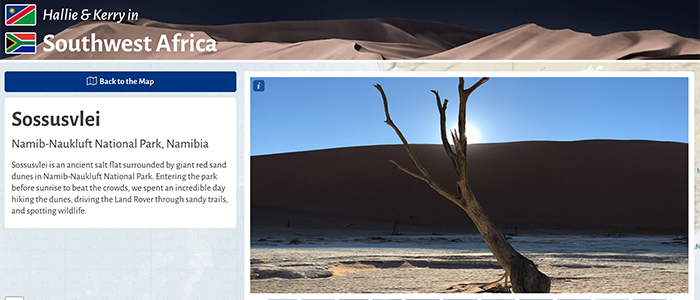 Hallie & Kerry in
Southwest Africa
Back to the Map
Sossusvlei
Namib-Naukluft National Park, Namibia
Sossusvlei is an ancient salt flat surrounded by giant red sand
dunes in Namib-Naukluft National Park. Entering the park
before sunrise to beat the crowds, we spent an incredible day
hiking the dunes, driving the Land Rover through sandy trails,
and spotting wildlife.
i